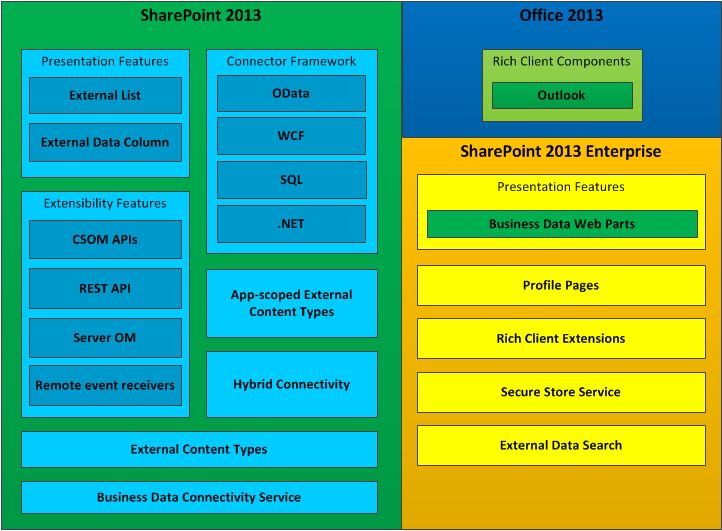 SharePoint 2013
Presentation Features
External List
External Data Column
Extensibility Features
CSOM APIs
REST API
Server OM
Remote event receivers
Connector Framework
OData
WCF
SQL
.NET
App-scoped External
Content Types
Hybrid Connectivity
External Content Types
Business Data Connectivity Service
Office 2013
Rich Client Components
Outlook
SharePoint 2013 Enterprise
Presentation Features
Business Data Web Parts
Profile Pages
Rich Client Extensions
Secure Store Service
External Data Search